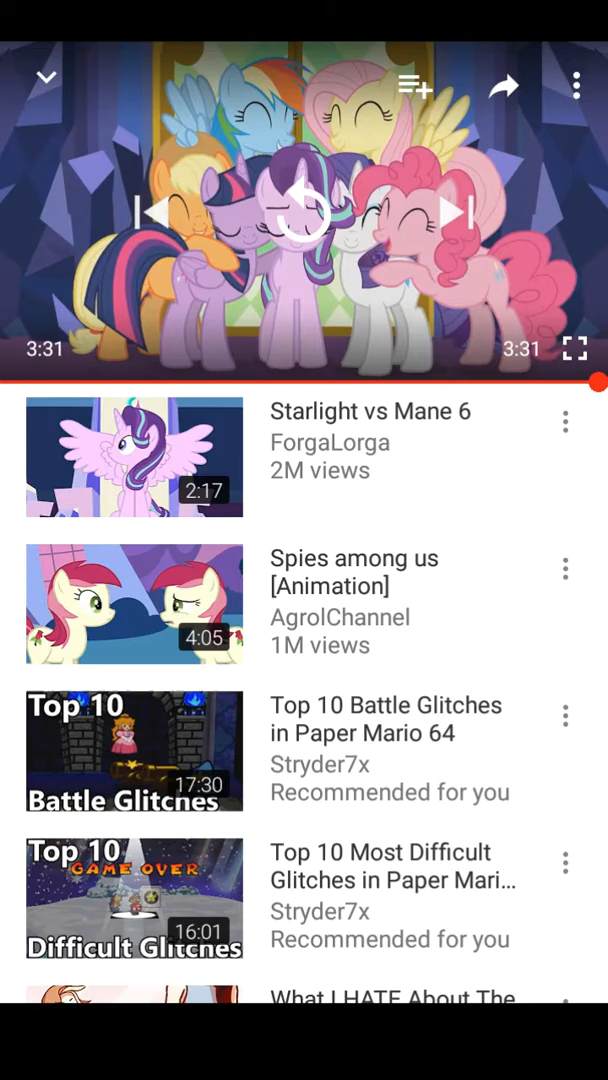 3:31
3:31
2:17
Starlight vs Mane 6
ForgaLorga
2M views
4:05
Spies among us
[Animation]
AgrolChannel
1M views
Top 10
17:30
Battle Glitches
Top 10 Battle Glitches
in Paper Mario 64
Stryder7x
Recommended for you
Top 10
GAME OVER
16:01
Difficult Glitches
Top 10 Most Difficult
Glitches in Paper Mari...
Stryder7x
Recommended for you
What I HATE About The